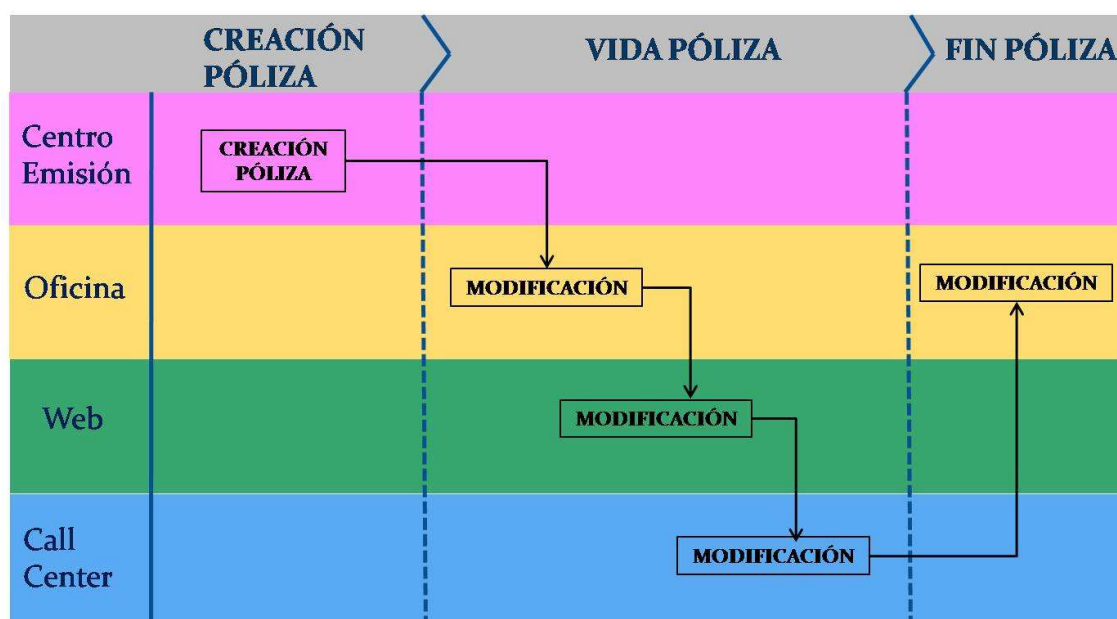 CREACIÓN
PÓLIZA
VIDA PÓLIZA
FIN PÓLIZA
Centro
Emisión
CREACIÓN
PÓLIZA
Oficina
MODIFICACIÓN
MODIFICACIÓN
Web
MODIFICACIÓN
Call
Center
MODIFICACIÓN